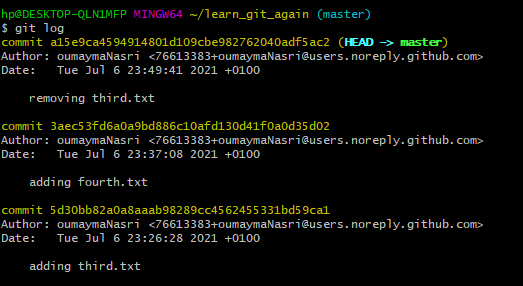 hp@DESKTOP-QLN1MFP MINGW64 ~/learn_git_again (master)
$ git log
commit a15e9ca4594914801d109cbe982762040adf5ac2 (HEAD -> master)
Author: oumaymaNasri <76613383+oumaymaNasri@users.noreply.github.com>
Date:   Tue Jul 6 23:49:41 2021 +0100
    removing third.txt
commit 3aec53fd6a0a9bd886c10afd130d41f0a0d35d02
Author: oumaymaNasri <76613383+oumaymaNasri@users.noreply.github.com>
Date:   Tue Jul 6 23:37:08 2021 +0100
    adding fourth.txt
commit 5d30bb82a0a8aaab98289cc4562455331bd59ca1
Author: oumaymaNasri <76613383+oumaymaNasri@users.noreply.github.com>
Date:   Tue Jul 6 23:26:28 2021 +0100
    adding third.txt